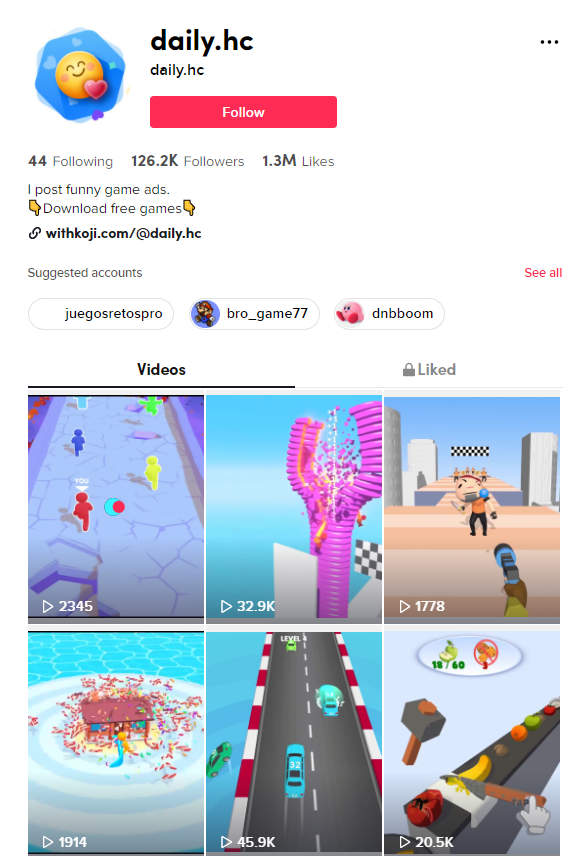 daily.hc
daily.hc
Follow
44 Following 126.2K Followers 1.3M Likes
I post funny game ads.
👇Download free games👇
withkoji.com/@daily.hc
Suggested accounts See all
juegosretospro bro_game77 dnbboom
Videos Liked
YOU
2345 32.9K 1778
LEVEL 4
18/60 3
32
1914 45.9K 20.5K